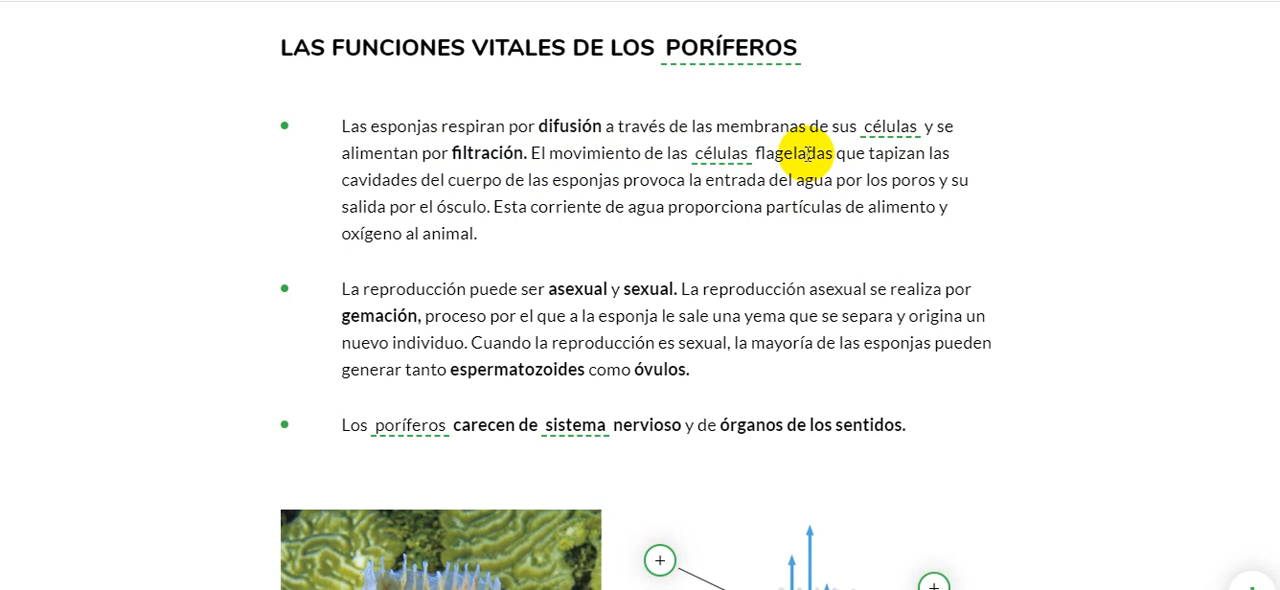 LAS FUNCIONES VITALES DE LOS PORÍFEROS
Las esponjas respiran por difusión a través de las membranas de sus células y se
alimentan por filtración. El movimiento de las células flageladas que tapizan las
cavidades del cuerpo de las esponjas provoca la entrada del agua por los poros y su
salida por el ósculo. Esta corriente de agua proporciona partículas de alimento y
oxígeno al animal.
La reproducción puede ser asexual y sexual. La reproducción asexual se realiza por
gemación, proceso por el que a la esponja le sale una yema que se separa y origina un
nuevo individuo. Cuando la reproducción es sexual, la mayoría de las esponjas pueden
generar tanto espermatozoides como óvulos.
Los poríferos carecen de sistema nervioso y de órganos de los sentidos.